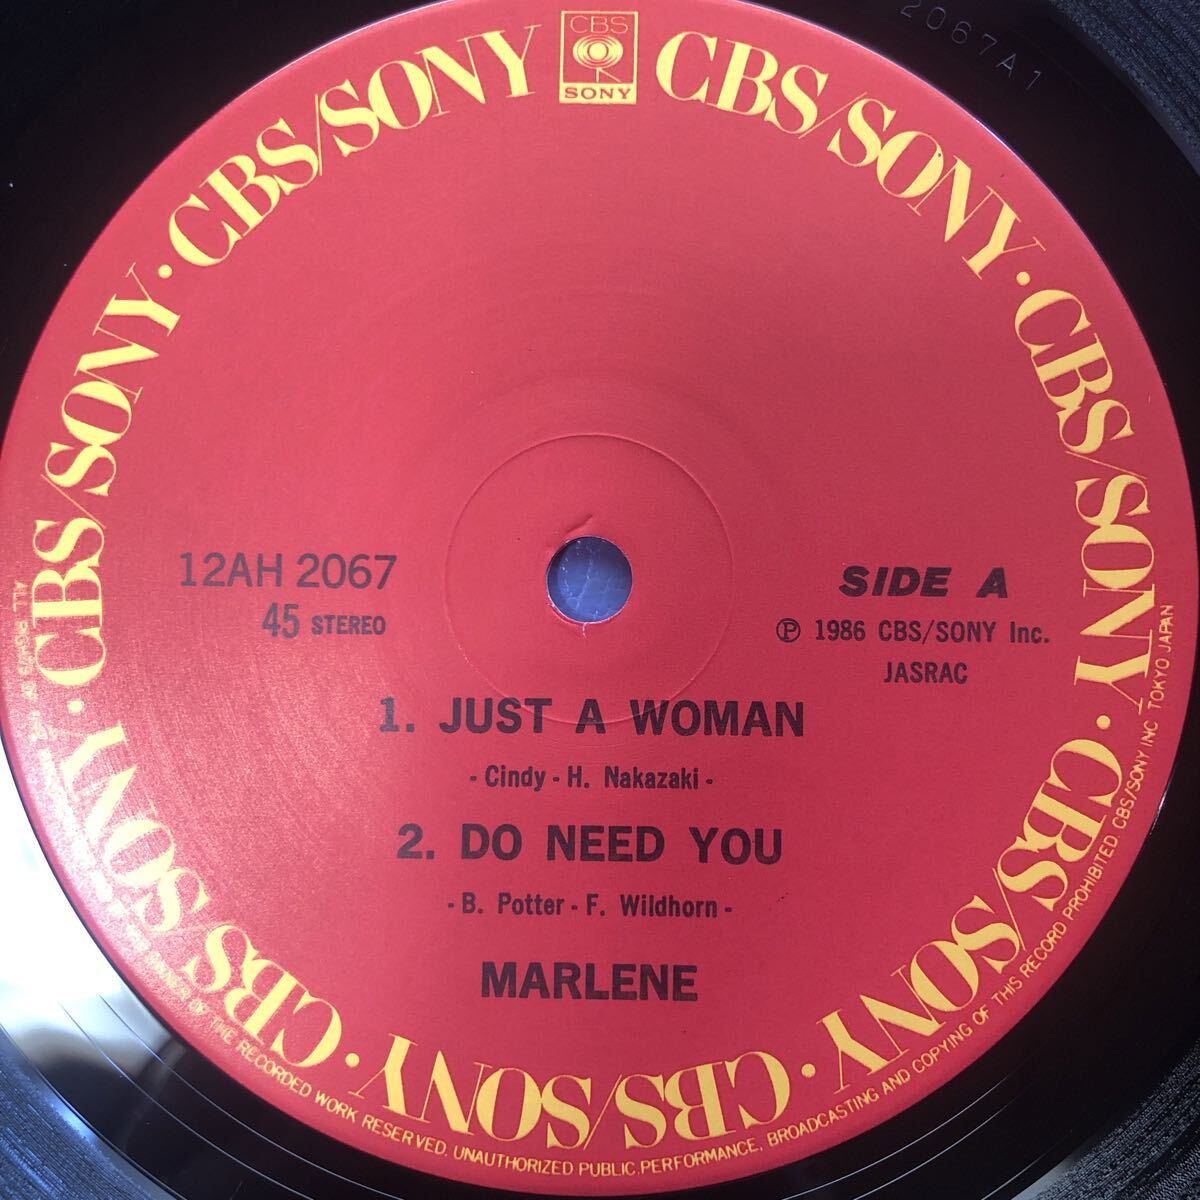 2067A1
CBS
SONY
CBS/SONY · CBS/SONY · CBS/SONY · CBS/SONY · CBS/SONY · CBS/SONY · CBS/SONY
12AH 2067
45 STEREO
SIDE A
Ⓟ 1986 CBS/SONY Inc.
JASRAC
1. JUST A WOMAN
- Cindy - H. Nakazaki -
2. DO NEED YOU
- B. Potter - F. Wildhorn -
MARLENE
ALL OF THE RECORDED WORK RESERVED. UNAUTHORIZED PUBLIC, PERFORMANCE, BROADCASTING AND COPYING OF THIS RECORD PROHIBITED. CBS/SONY INC TOKYO JAPAN